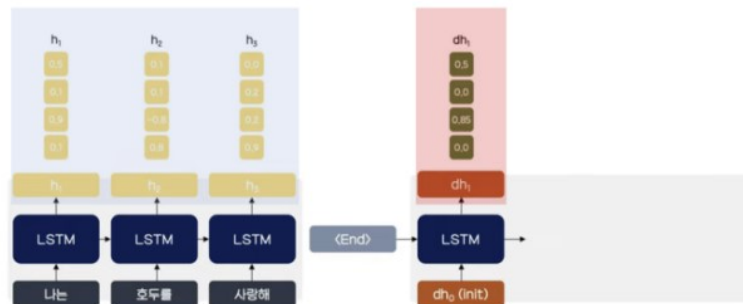 h₁ h₂ h₃ dh₁
0.5 0.1 0.0 0.5
0.1 0.1 0.2 0.0
0.9 -0.8 0.2 0.85
0.1 0.8 0.0
h₁ h₂ h₃ dh₁
LSTM LSTM LSTM <End> LSTM
나는 호두를 사랑해 dh₀ (init)